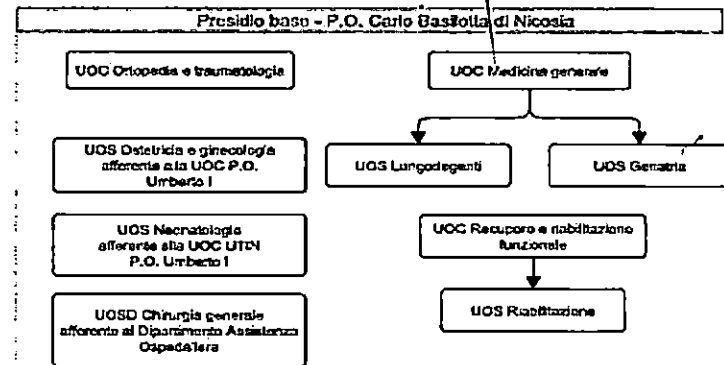 Presidio base - P.O. Carlo Basilotta di Nicosia
UOC Ortopedia e traumatologia
UOC Medicina generale
UOS Ostetricia e ginecologia
afferente alla UOC P.O.
Umberto I
UOS Lungodegenti
UOS Geriatria
UOS Neonatologia
afferente alla UOC UTIN
P.O. Umberto I
UOC Recupero e riabilitazione
funzionale
UOSD Chirurgia generale
afferente al Dipartimento Assistenza
Ospedaliera
UOS Riabilitazione